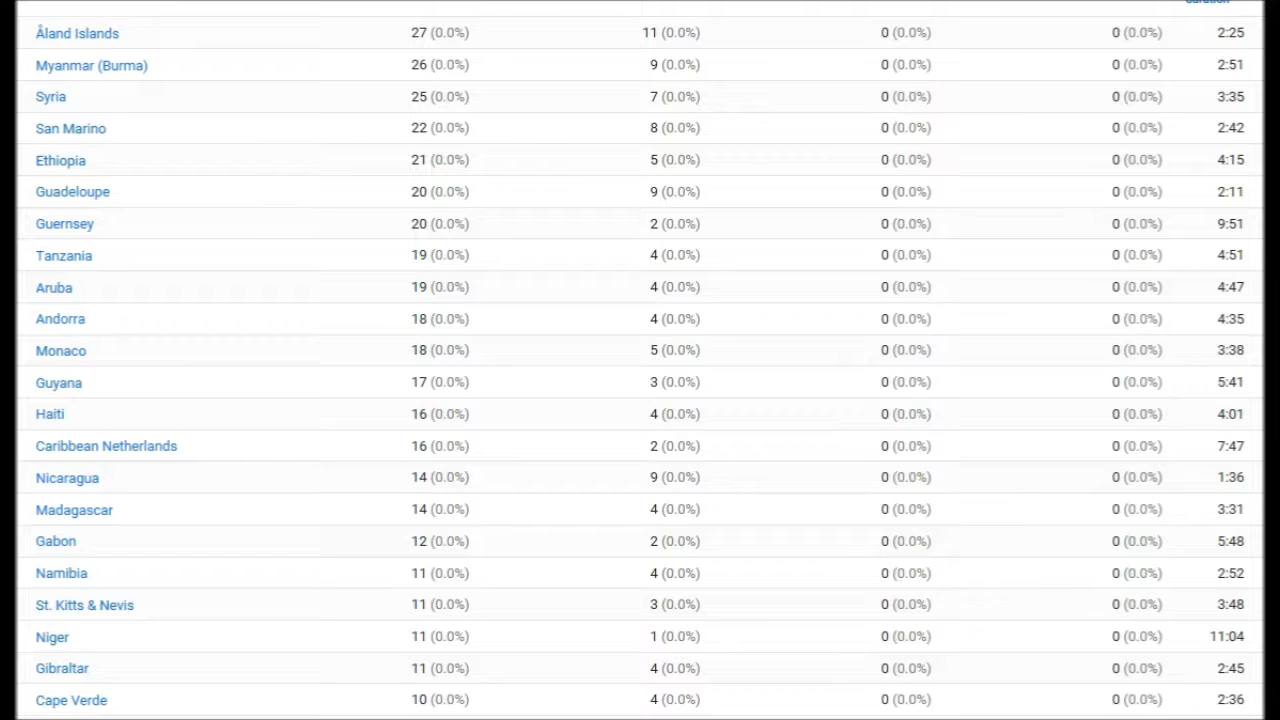 duration
Åland Islands 27 (0.0%) 11 (0.0%) 0 (0.0%) 0 (0.0%) 2:25
Myanmar (Burma) 26 (0.0%) 9 (0.0%) 0 (0.0%) 0 (0.0%) 2:51
Syria 25 (0.0%) 7 (0.0%) 0 (0.0%) 0 (0.0%) 3:35
San Marino 22 (0.0%) 8 (0.0%) 0 (0.0%) 0 (0.0%) 2:42
Ethiopia 21 (0.0%) 5 (0.0%) 0 (0.0%) 0 (0.0%) 4:15
Guadeloupe 20 (0.0%) 9 (0.0%) 0 (0.0%) 0 (0.0%) 2:11
Guernsey 20 (0.0%) 2 (0.0%) 0 (0.0%) 0 (0.0%) 9:51
Tanzania 19 (0.0%) 4 (0.0%) 0 (0.0%) 0 (0.0%) 4:51
Aruba 19 (0.0%) 4 (0.0%) 0 (0.0%) 0 (0.0%) 4:47
Andorra 18 (0.0%) 4 (0.0%) 0 (0.0%) 0 (0.0%) 4:35
Monaco 18 (0.0%) 5 (0.0%) 0 (0.0%) 0 (0.0%) 3:38
Guyana 17 (0.0%) 3 (0.0%) 0 (0.0%) 0 (0.0%) 5:41
Haiti 16 (0.0%) 4 (0.0%) 0 (0.0%) 0 (0.0%) 4:01
Caribbean Netherlands 16 (0.0%) 2 (0.0%) 0 (0.0%) 0 (0.0%) 7:47
Nicaragua 14 (0.0%) 9 (0.0%) 0 (0.0%) 0 (0.0%) 1:36
Madagascar 14 (0.0%) 4 (0.0%) 0 (0.0%) 0 (0.0%) 3:31
Gabon 12 (0.0%) 2 (0.0%) 0 (0.0%) 0 (0.0%) 5:48
Namibia 11 (0.0%) 4 (0.0%) 0 (0.0%) 0 (0.0%) 2:52
St. Kitts & Nevis 11 (0.0%) 3 (0.0%) 0 (0.0%) 0 (0.0%) 3:48
Niger 11 (0.0%) 1 (0.0%) 0 (0.0%) 0 (0.0%) 11:04
Gibraltar 11 (0.0%) 4 (0.0%) 0 (0.0%) 0 (0.0%) 2:45
Cape Verde 10 (0.0%) 4 (0.0%) 0 (0.0%) 0 (0.0%) 2:36